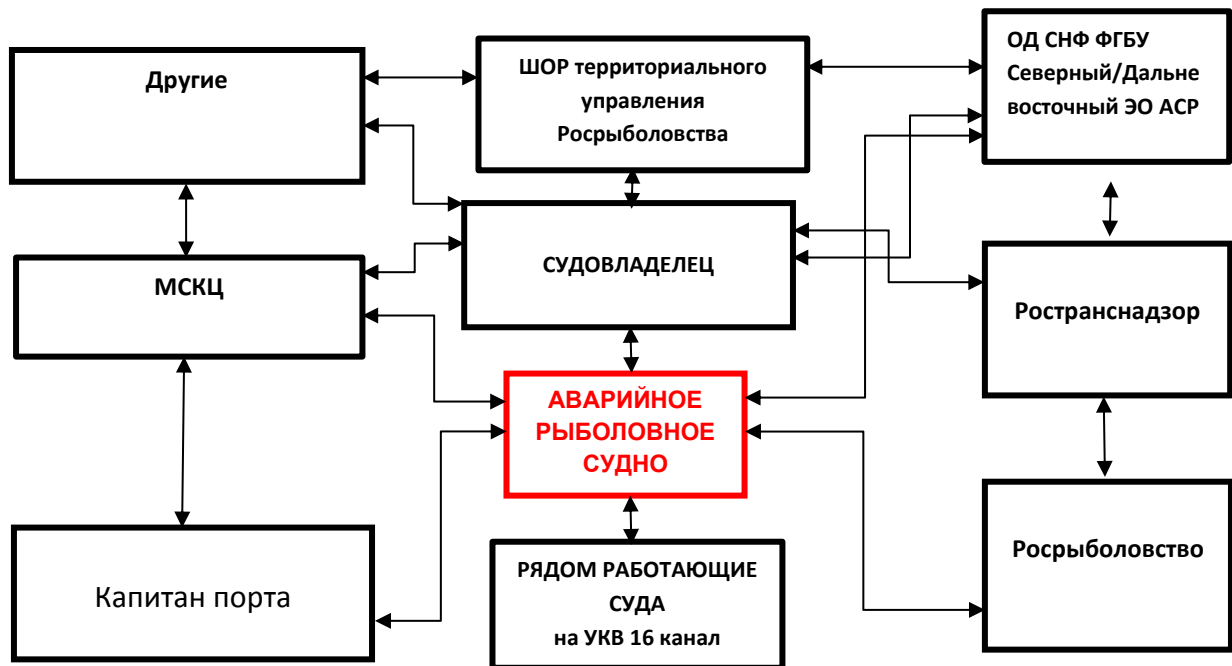 Другие
ШОР территориального
управления
Росрыболовства
ОД СНФ ФГБУ
Северный/Дальне
восточный ЭО АСР
МСКЦ
СУДОВЛАДЕЛЕЦ
Ространснадзор
АВАРИЙНОЕ
РЫБОЛОВНОЕ
СУДНО
Капитан порта
РЯДОМ РАБОТАЮЩИЕ
СУДА
на УКВ 16 канал
Росрыболовство